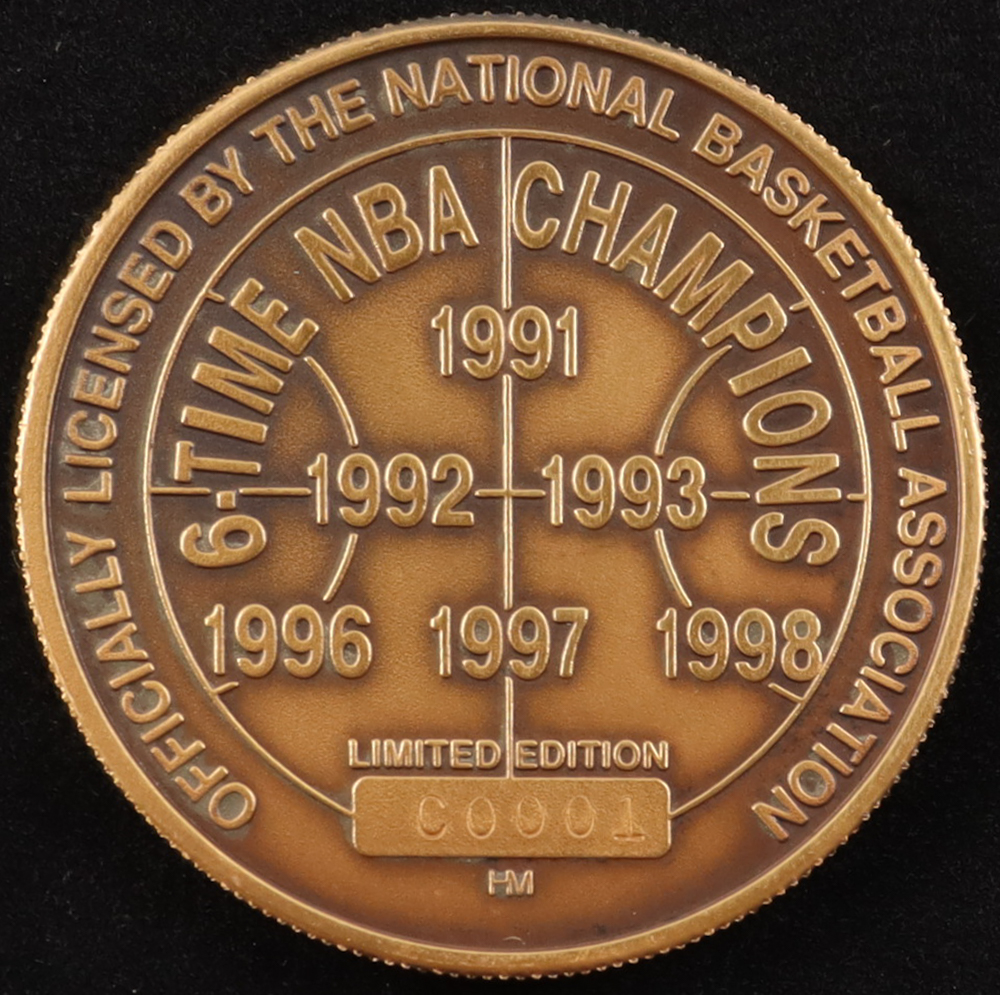 OFFICIALLY LICENSED BY THE NATIONAL BASKETBALL ASSOCIATION
6-TIME NBA CHAMPIONS
1991
1992 1993
1996 1997 1998
LIMITED EDITION
C0001
HM